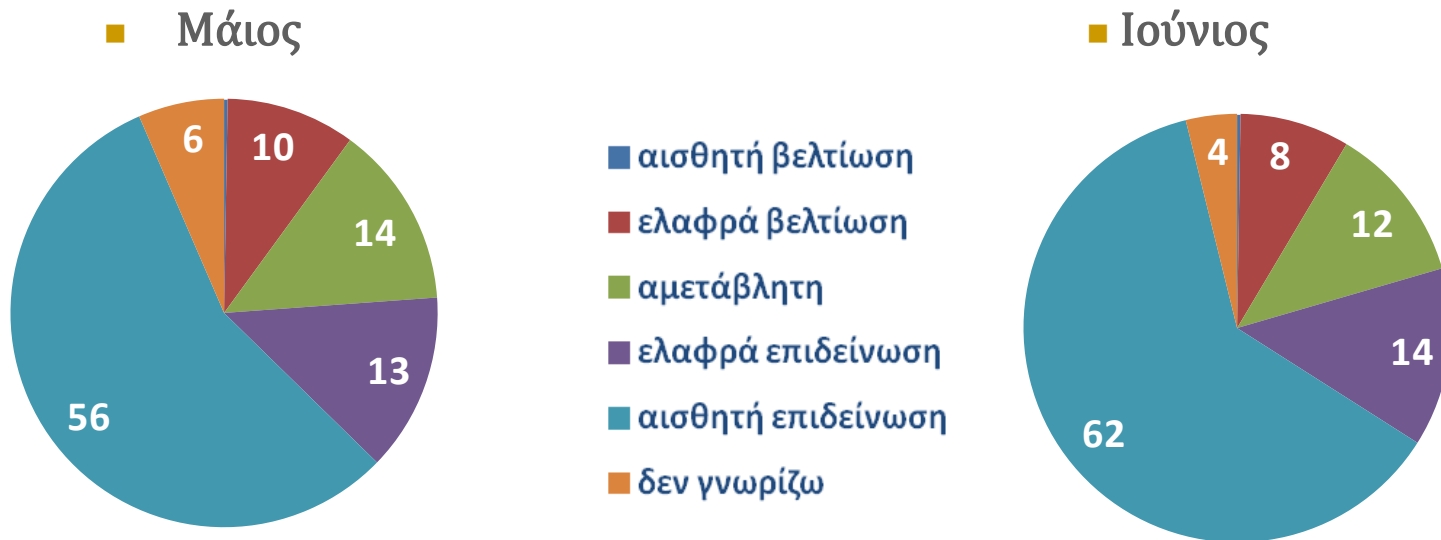 Μάιος
6
10
14
13
56
αισθητή βελτίωση
ελαφρά βελτίωση
αμετάβλητη
ελαφρά επιδείνωση
αισθητή επιδείνωση
δεν γνωρίζω
Ιούνιος
4
8
12
14
62